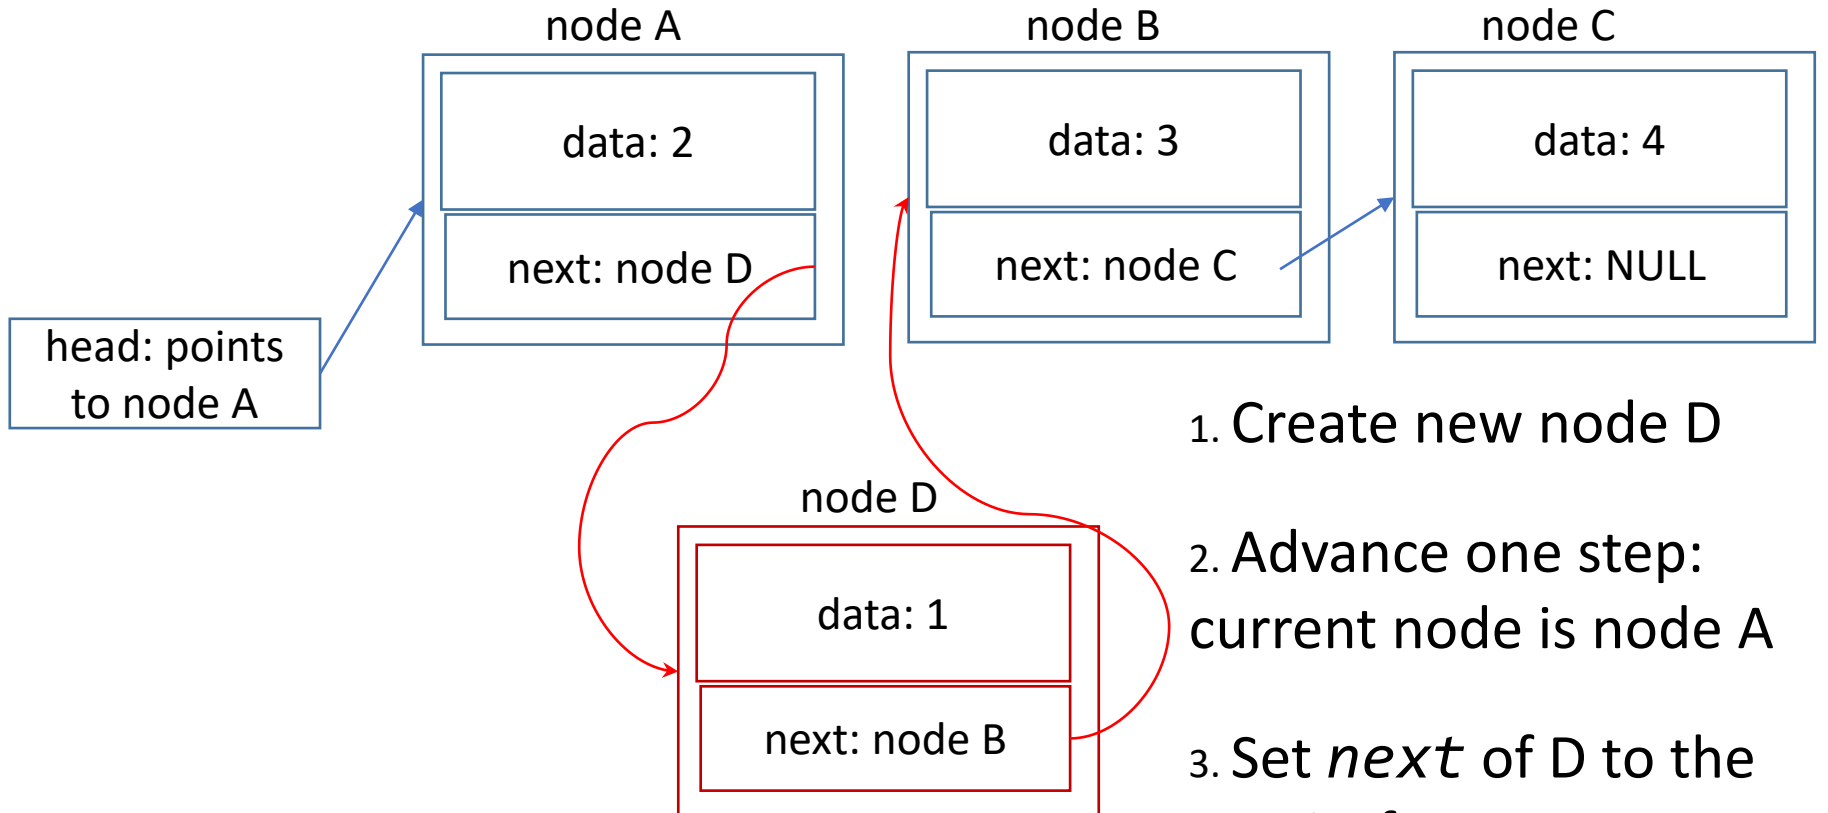 node A
node B
node C
data: 2
data: 3
data: 4
next: node D
next: node C
next: NULL
head: points
to node A
1. Create new node D
node D
2. Advance one step:
current node is node A
data: 1
next: node B
3. Set next of D to the